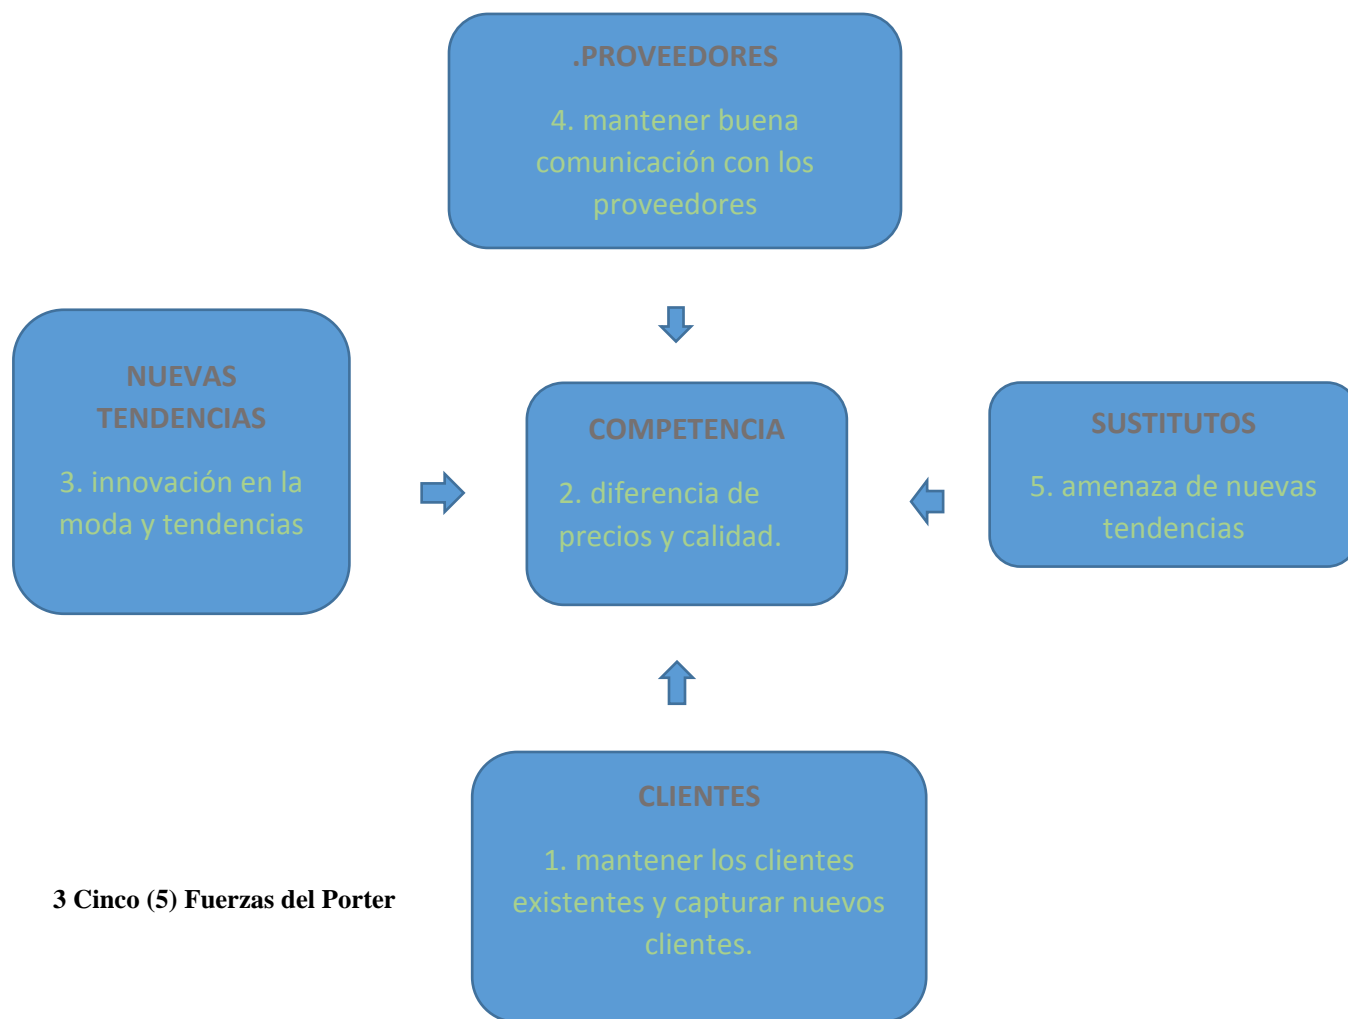 .PROVEEDORES
4. mantener buena
comunicación con los
proveedores
NUEVAS
TENDENCIAS
3. innovación en la
moda y tendencias
COMPETENCIA
2. diferencia de
precios y calidad.
SUSTITUTOS
5. amenaza de nuevas
tendencias
CLIENTES
1. mantener los clientes
existentes y capturar nuevos
clientes.
3 Cinco (5) Fuerzas del Porter